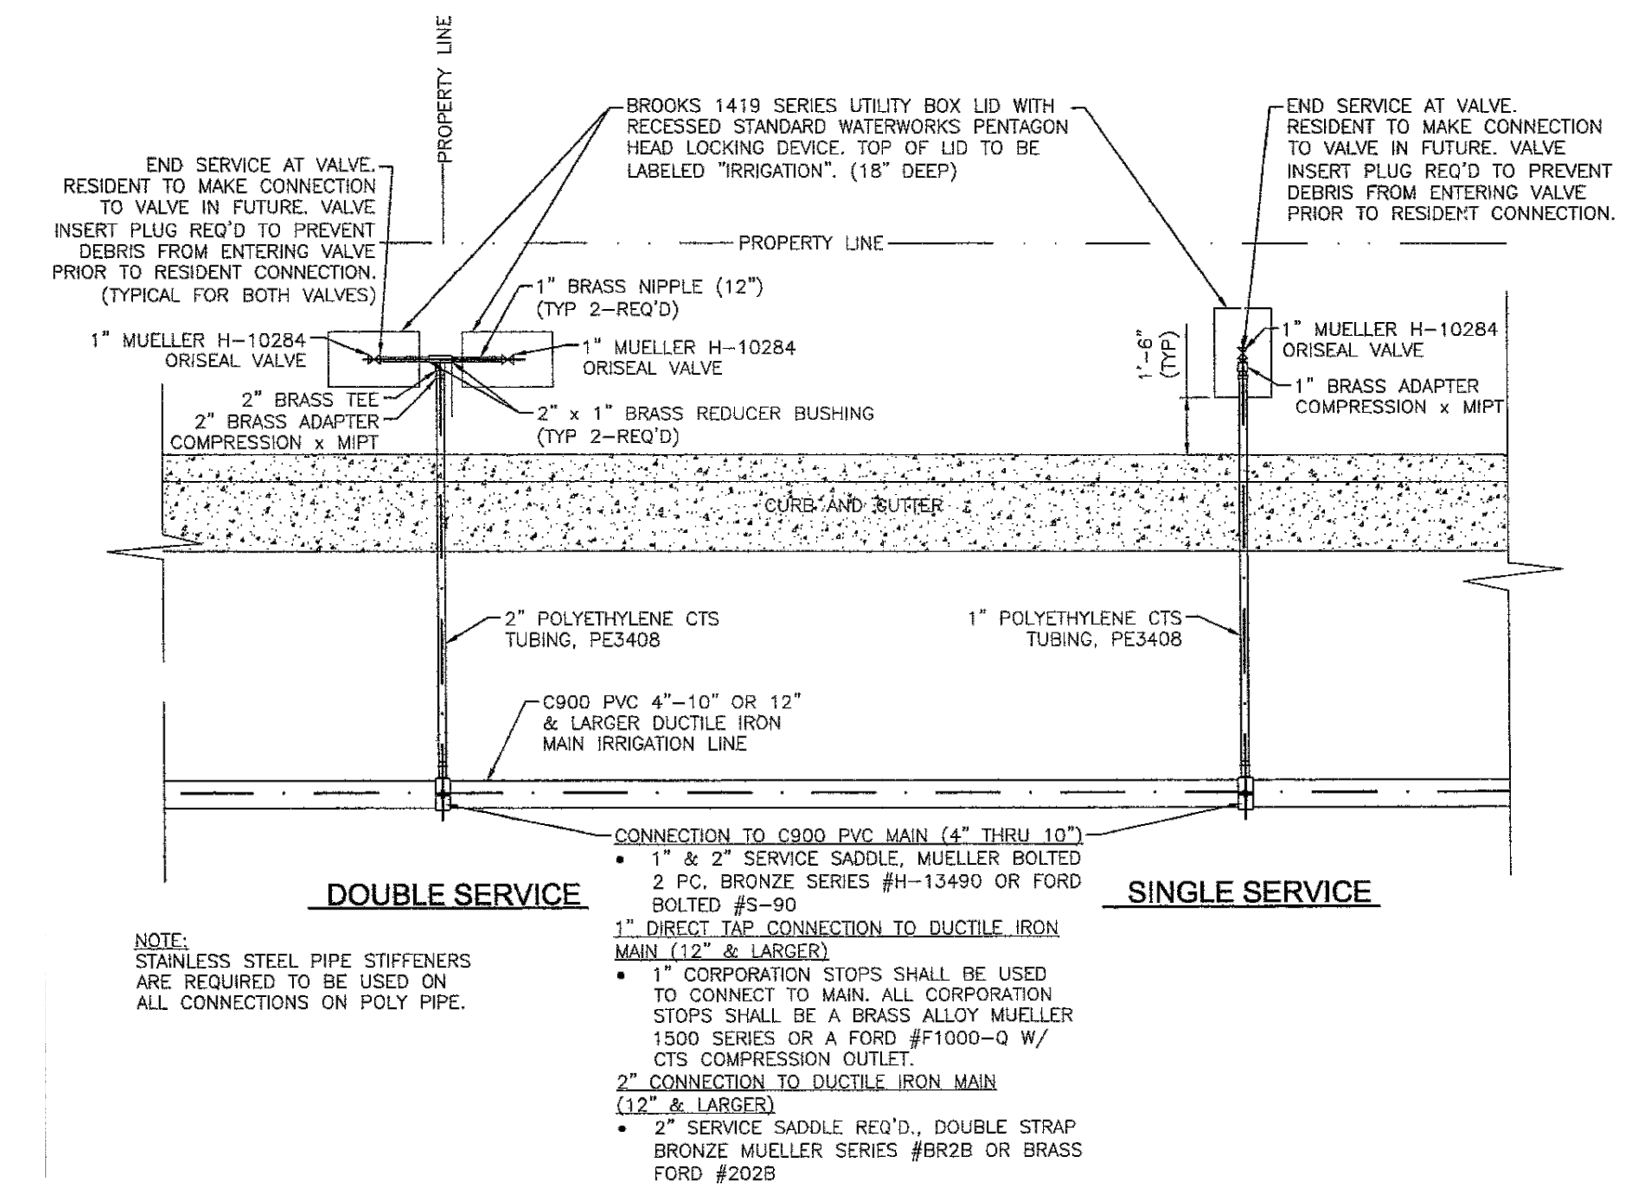 PROPERTY LINE
BROOKS 1419 SERIES UTILITY BOX LID WITH
RECESSED STANDARD WATERWORKS PENTAGON
HEAD LOCKING DEVICE. TOP OF LID TO BE
LABELED "IRRIGATION". (18" DEEP)
END SERVICE AT VALVE.
RESIDENT TO MAKE CONNECTION
TO VALVE IN FUTURE. VALVE
INSERT PLUG REQ'D TO PREVENT
DEBRIS FROM ENTERING VALVE
PRIOR TO RESIDENT CONNECTION.
END SERVICE AT VALVE.
RESIDENT TO MAKE CONNECTION
TO VALVE IN FUTURE. VALVE
INSERT PLUG REQ'D TO PREVENT
DEBRIS FROM ENTERING VALVE
PRIOR TO RESIDENT CONNECTION.
(TYPICAL FOR BOTH VALVES)
PROPERTY LINE
1" BRASS NIPPLE (12")
(TYP 2-REQ'D)
1" MUELLER H-10284
ORISEAL VALVE
1" MUELLER H-10284
ORISEAL VALVE
1'-6"
(TYP)
1" MUELLER H-10284
ORISEAL VALVE
2" BRASS TEE
2" BRASS ADAPTER
COMPRESSION x MIPT
2" x 1" BRASS REDUCER BUSHING
(TYP 2-REQ'D)
1" BRASS ADAPTER
COMPRESSION x MIPT
CURB AND GUTTER
2" POLYETHYLENE CTS
TUBING, PE3408
1" POLYETHYLENE CTS
TUBING, PE3408
C900 PVC 4"-10" OR 12"
& LARGER DUCTILE IRON
MAIN IRRIGATION LINE
CONNECTION TO C900 PVC MAIN (4" THRU 10")
• 1" & 2" SERVICE SADDLE, MUELLER BOLTED
2 PC. BRONZE SERIES #H-13490 OR FORD
BOLTED #S-90
1" DIRECT TAP CONNECTION TO DUCTILE IRON
MAIN (12" & LARGER)
• 1" CORPORATION STOPS SHALL BE USED
TO CONNECT TO MAIN. ALL CORPORATION
STOPS SHALL BE A BRASS ALLOY MUELLER
1500 SERIES OR A FORD #F1000-Q W/
CTS COMPRESSION OUTLET.
2" CONNECTION TO DUCTILE IRON MAIN
(12" & LARGER)
• 2" SERVICE SADDLE REQ'D., DOUBLE STRAP
BRONZE MUELLER SERIES #BR2B OR BRASS
FORD #202B
DOUBLE SERVICE
SINGLE SERVICE
NOTE:
STAINLESS STEEL PIPE STIFFENERS
ARE REQUIRED TO BE USED ON
ALL CONNECTIONS ON POLY PIPE.